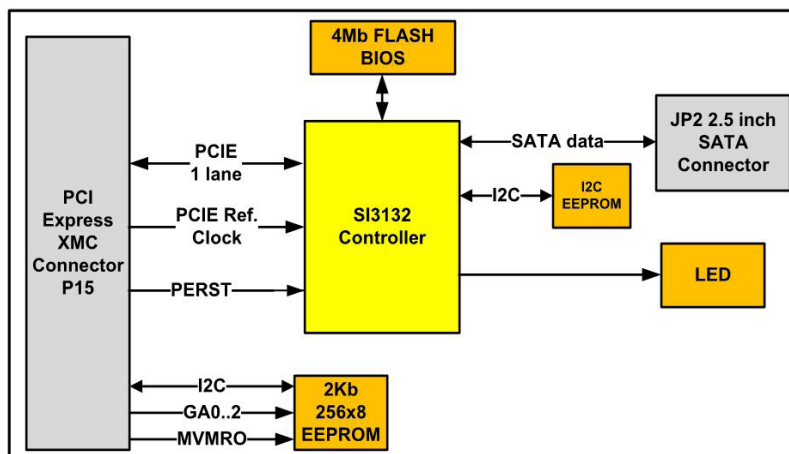 4Mb FLASH
BIOS
PCI
Express
XMC
Connector
P15
PCIE
1 lane
PCIE Ref.
Clock
PERST
SI3132
Controller
SATA data
JP2 2.5 inch
SATA
Connector
I2C
I2C
EEPROM
LED
I2C
GA0..2
MVMRO
2Kb
256x8
EEPROM